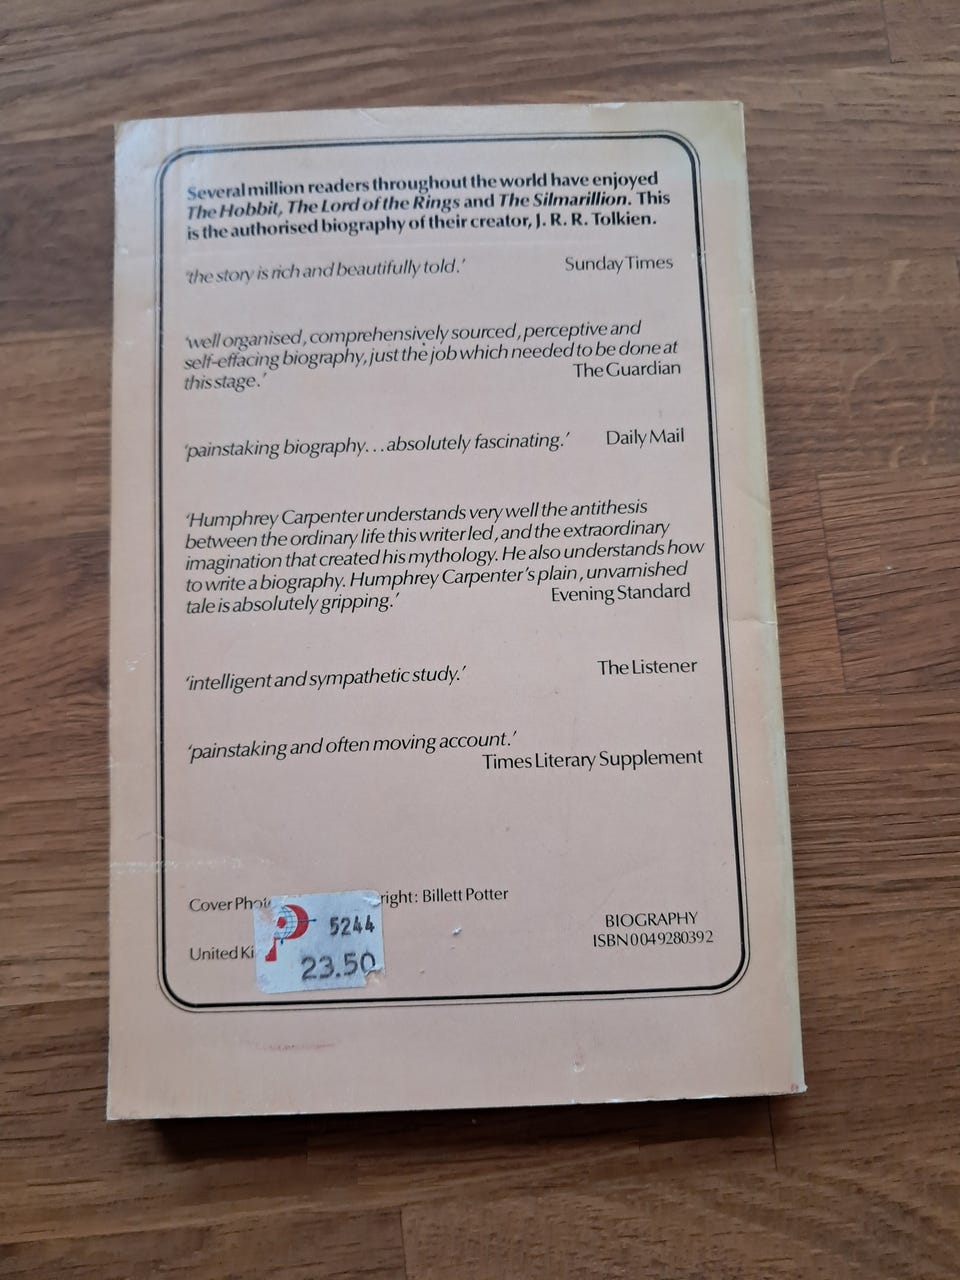 Several million readers throughout the world have enjoyed
The Hobbit, The Lord of the Rings and The Silmarillion. This
is the authorised biography of their creator, J. R. R. Tolkien.
'the story is rich and beautifully told.' Sunday Times
'well organised, comprehensively sourced, perceptive and
self-effacing biography, just the job which needed to be done at
this stage.' The Guardian
'painstaking biography...absolutely fascinating.' Daily Mail
'Humphrey Carpenter understands very well the antithesis
between the ordinary life this writer led, and the extraordinary
imagination that created his mythology. He also understands how
to write a biography. Humphrey Carpenter's plain, unvarnished
tale is absolutely gripping.' Evening Standard
'intelligent and sympathetic study.' The Listener
'painstaking and often moving account.'
Times Literary Supplement
Cover Phot right: Billett Potter
5244
BIOGRAPHY
ISBN 0 04 928039 2
United Ki
23.50